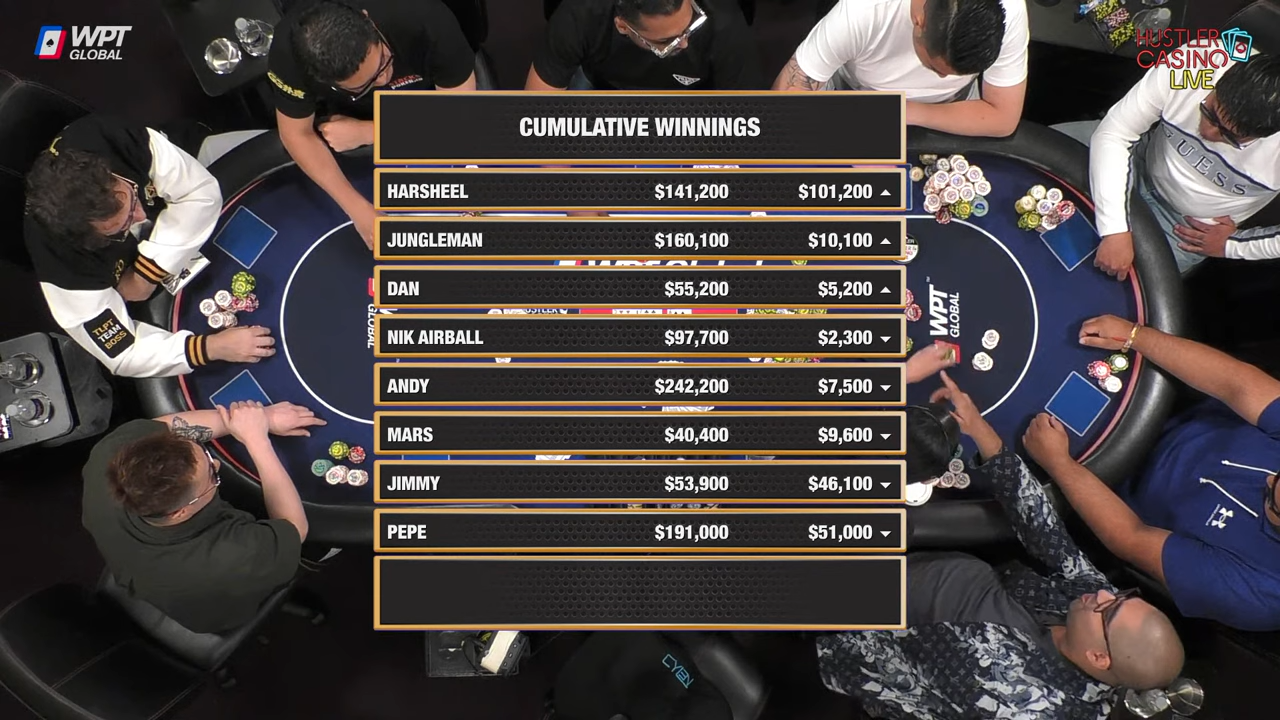 WPT
GLOBAL
HUSTLER
CASINO
LIVE
CUMULATIVE WINNINGS
HARSHEEL $141,200 $101,200 ▲
JUNGLEMAN $160,100 $10,100 ▲
DAN $55,200 $5,200 ▲
NIK AIRBALL $97,700 $2,300 ▼
ANDY $242,200 $7,500 ▼
MARS $40,400 $9,600 ▼
JIMMY $53,900 $46,100 ▼
PEPE $191,000 $51,000 ▼
GUESS
TLPT
TEAM
BOSS
WPT
GLOBAL
CYEN